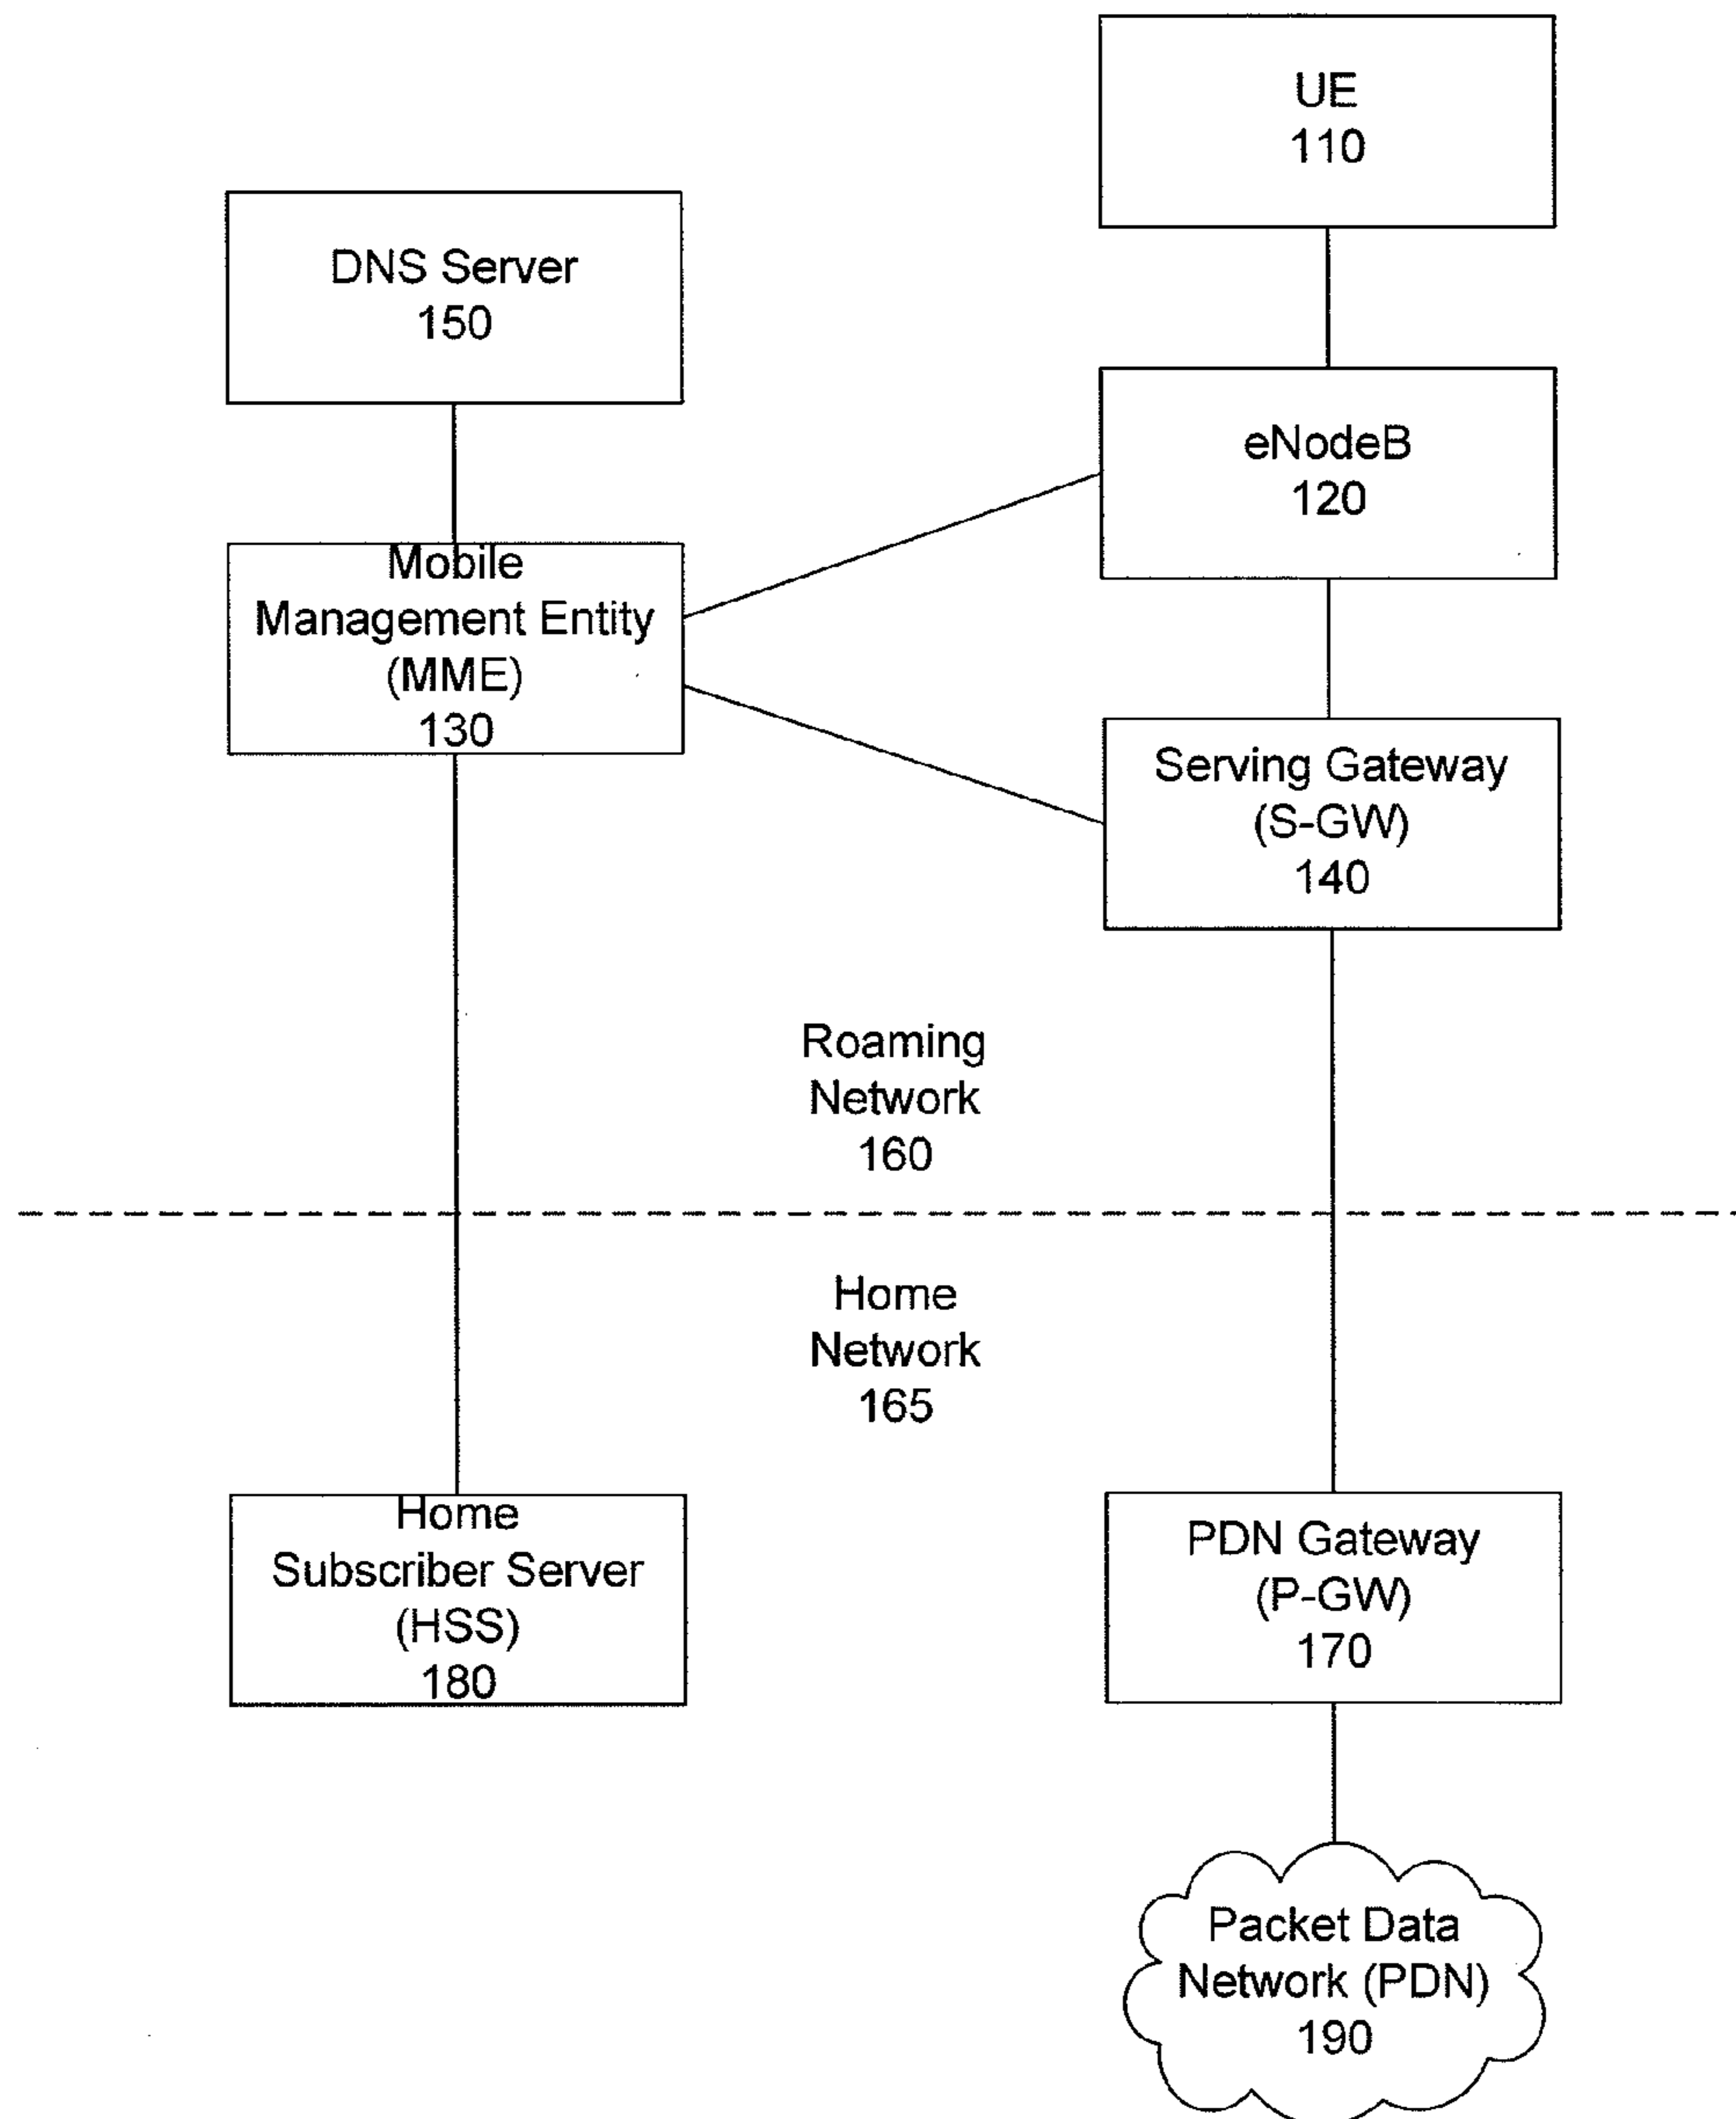 UE
110
DNS Server
150
eNodeB
120
Mobile
Management Entity
(MME)
130
Serving Gateway
(S-GW)
140
Roaming
Network
160
Home
Network
165
Home
Subscriber Server
(HSS)
180
PDN Gateway
(P-GW)
170
Packet Data
Network (PDN)
190